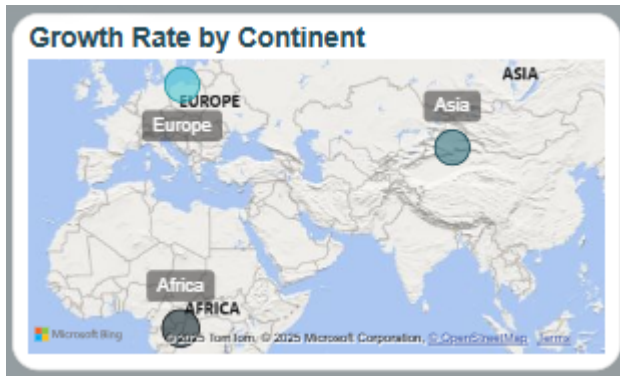 Growth Rate by Continent
ASIA
Asia
EUROPE
Europe
Africa
AFRICA
Microsoft Bing
© 2025 TomTom, © 2025 Microsoft Corporation, © OpenStreetMap Terms